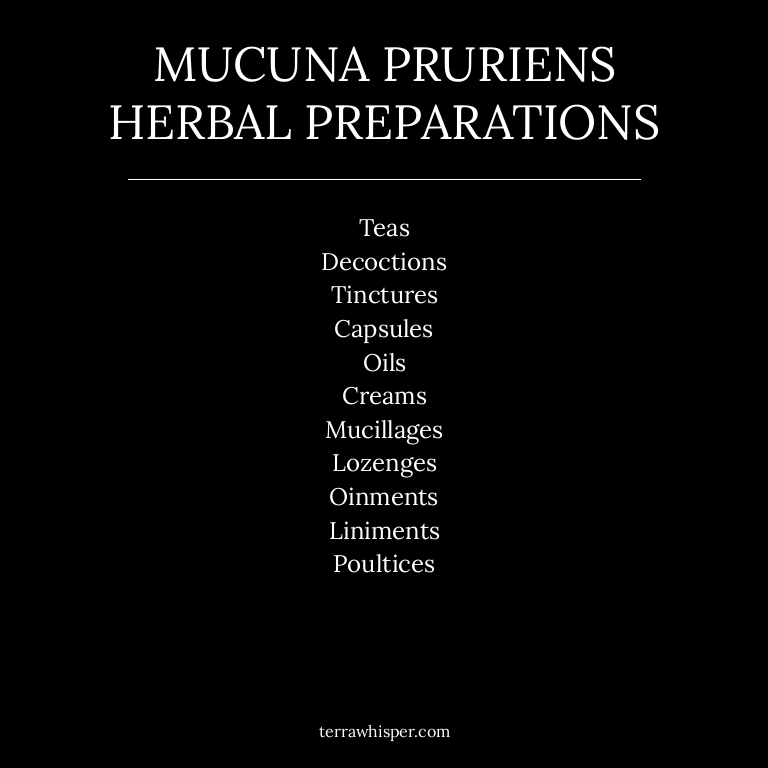 MUCUNA PRURIENS
HERBAL PREPARATIONS
Teas
Decoctions
Tinctures
Capsules
Oils
Creams
Mucillages
Lozenges
Oinments
Liniments
Poultices
terrawhisper.com